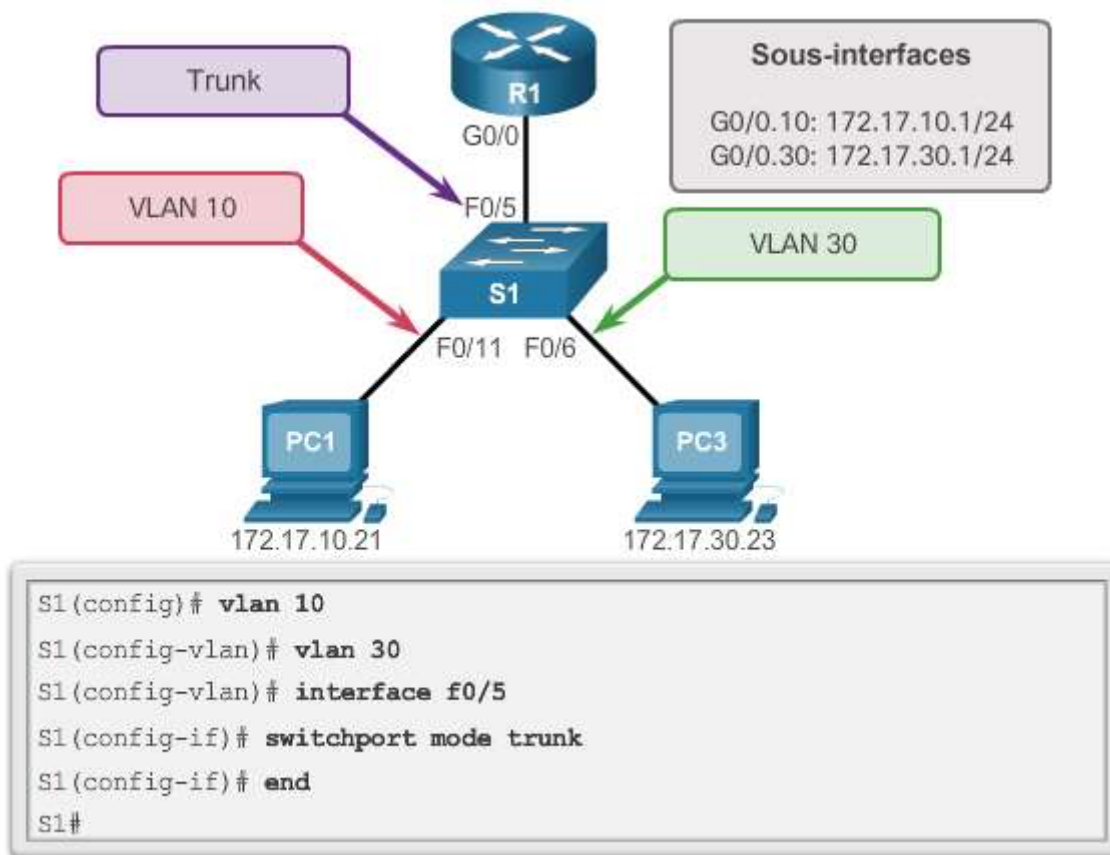 Trunk
R1
Sous-interfaces
G0/0.10: 172.17.10.1/24
G0/0.30: 172.17.30.1/24
G0/0
VLAN 10
F0/5
VLAN 30
S1
F0/11 F0/6
PC1
PC3
172.17.10.21
172.17.30.23
S1(config)# vlan 10
S1(config-vlan)# vlan 30
S1(config-vlan)# interface f0/5
S1(config-if)# switchport mode trunk
S1(config-if)# end
S1#